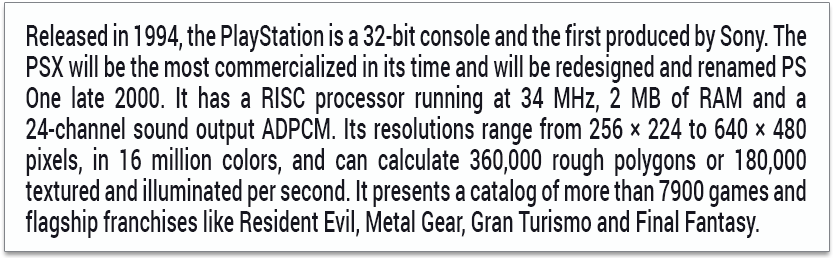 Released in 1994, the PlayStation is a 32-bit console and the first produced by Sony. The
PSX will be the most commercialized in its time and will be redesigned and renamed PS
One late 2000. It has a RISC processor running at 34 MHz, 2 MB of RAM and a
24-channel sound output ADPCM. Its resolutions range from 256 × 224 to 640 × 480
pixels, in 16 million colors, and can calculate 360,000 rough polygons or 180,000
textured and illuminated per second. It presents a catalog of more than 7900 games and
flagship franchises like Resident Evil, Metal Gear, Gran Turismo and Final Fantasy.